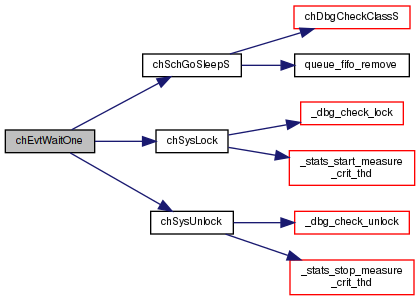 chEvtWaitOne
chSchGoSleepS
chDbgCheckClassS
queue_fifo_remove
chSysLock
_dbg_check_lock
_stats_start_measure
_crit_thd
chSysUnlock
_dbg_check_unlock
_stats_stop_measure
_crit_thd